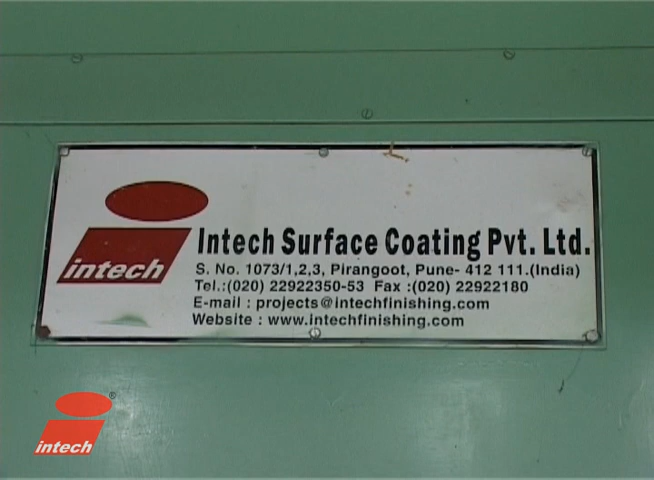 intech
Intech Surface Coating Pvt. Ltd.
S. No. 1073/1,2,3, Pirangoot, Pune- 412 111.(India)
Tel.:(020) 22922350-53 Fax :(020) 22922180
E-mail : projects@intechfinishing.com
Website : www.intechfinishing.com
®
intech